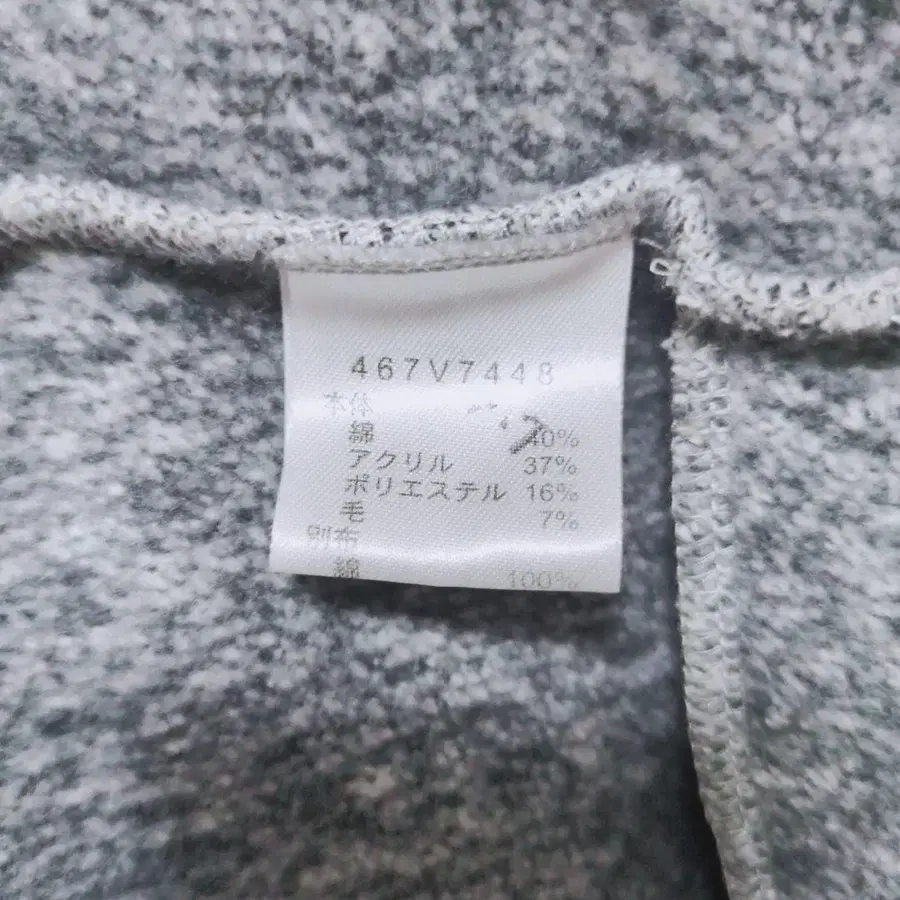 467V7448
本体
綿 40%
アクリル 37%
ポリエステル 16%
毛 7%
別布
綿 100%